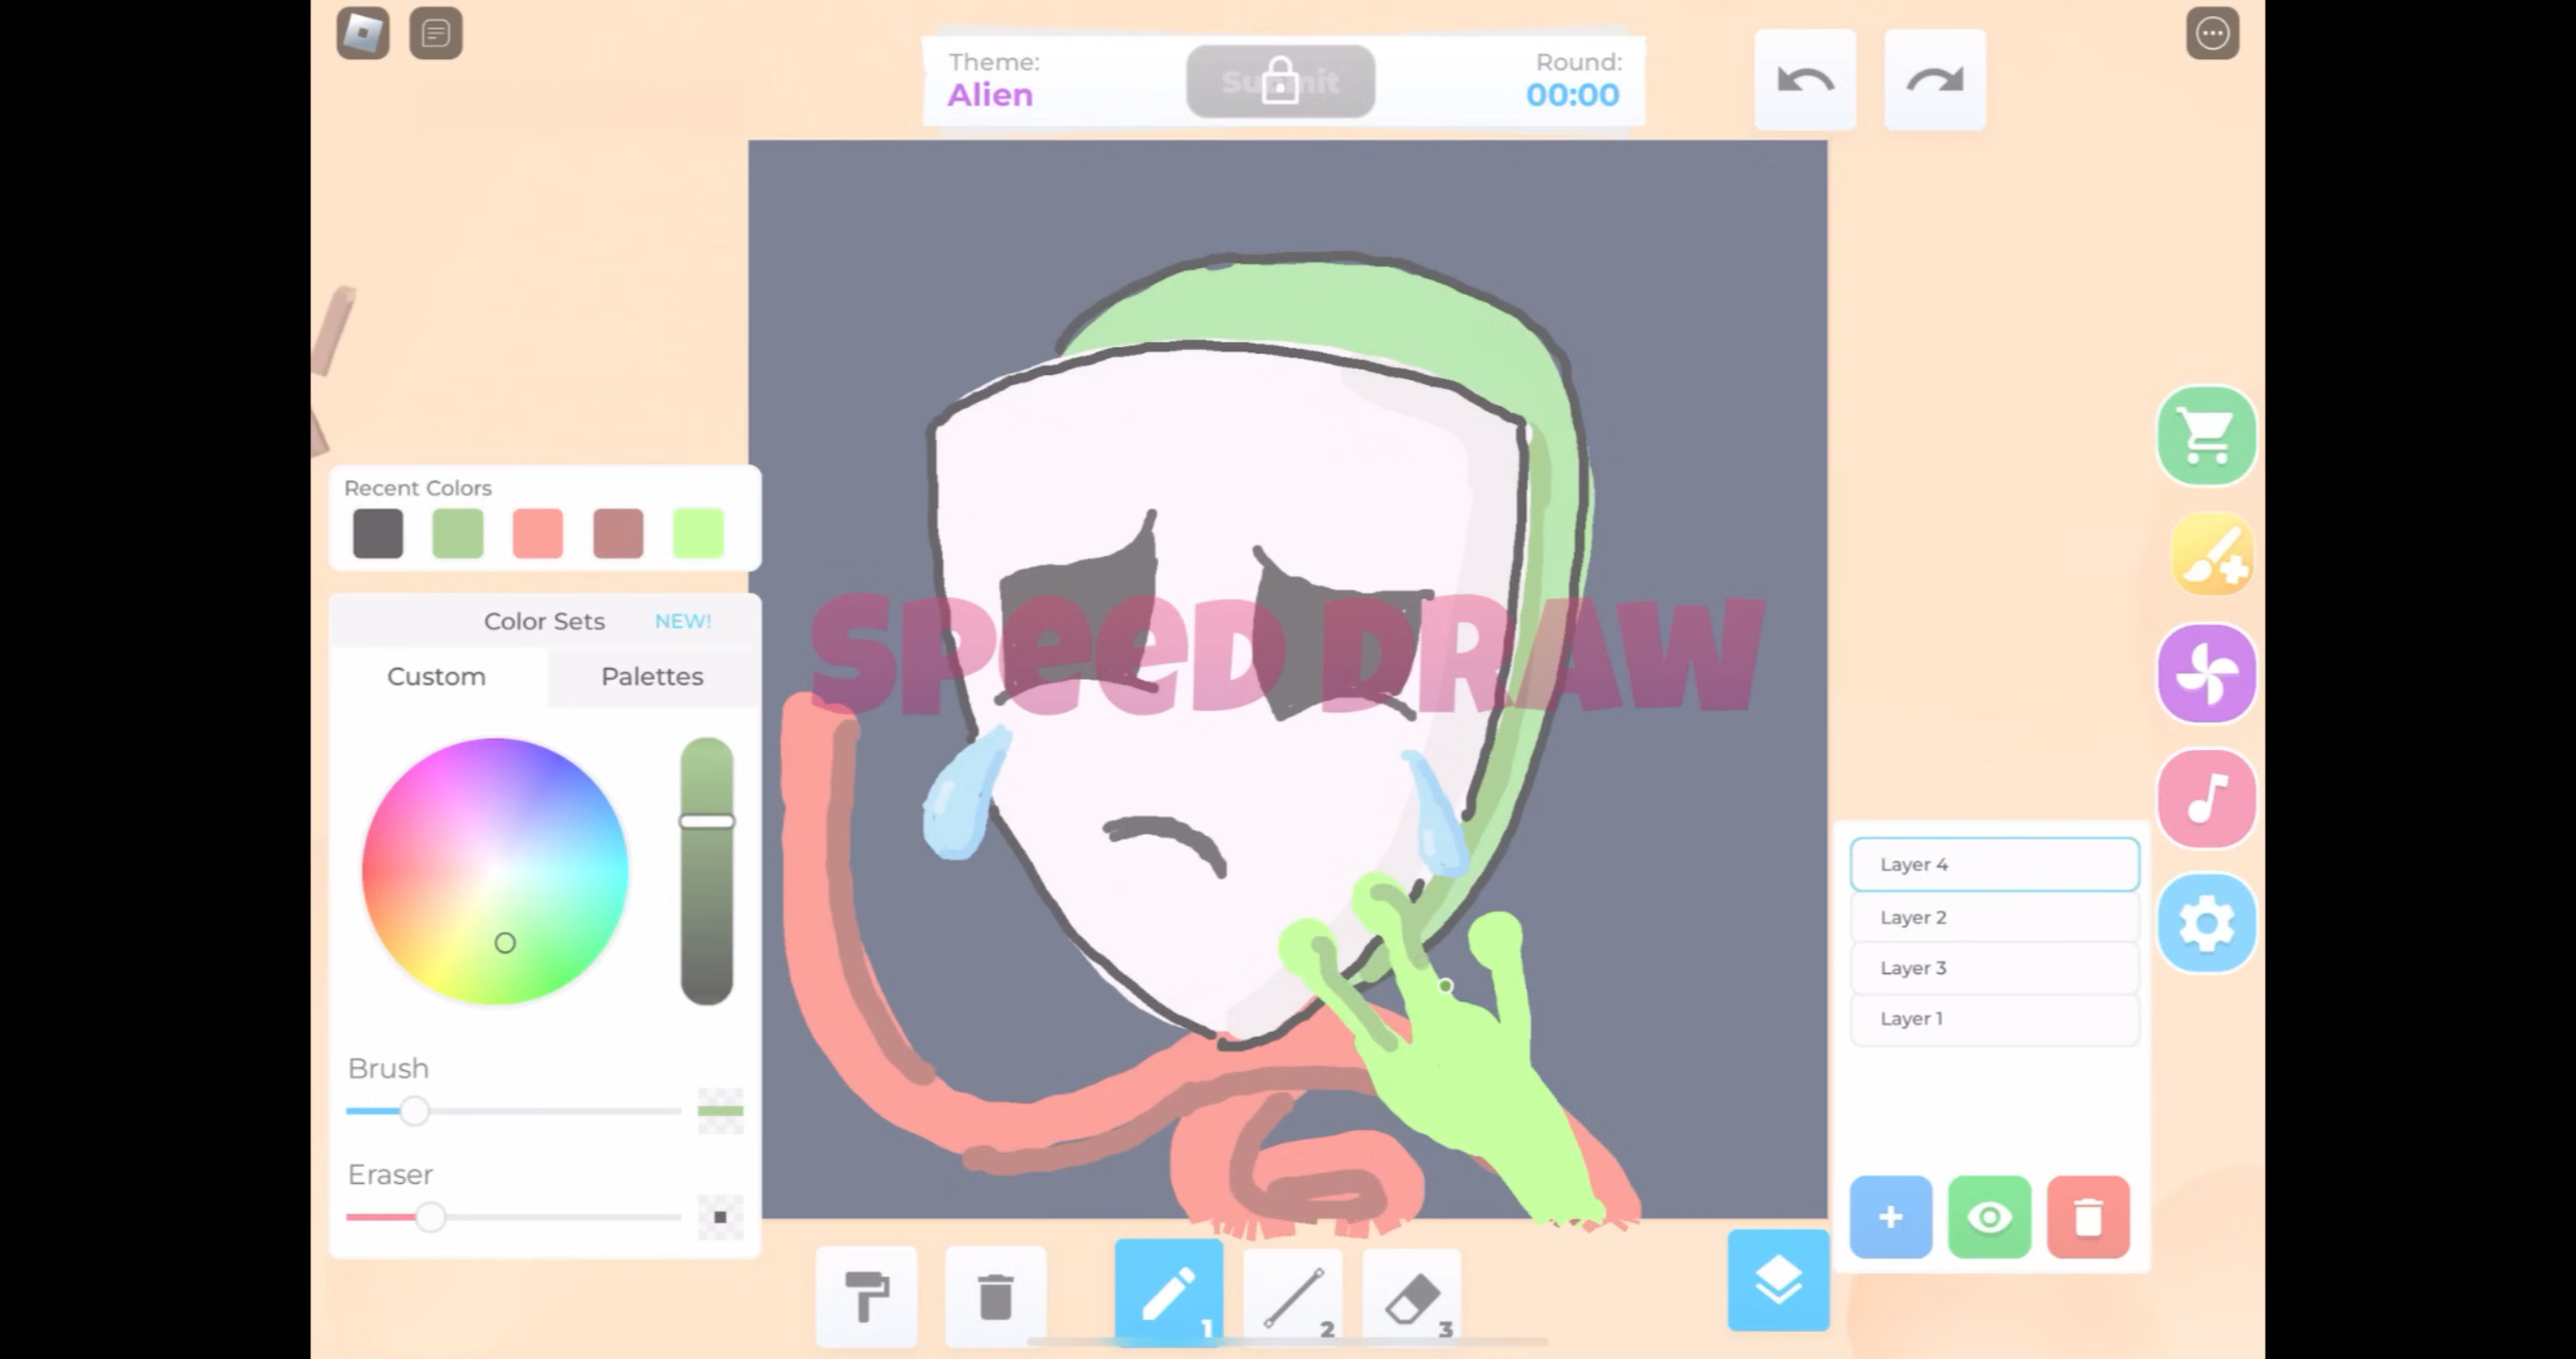 Theme:
Alien
Submit
Round:
00:00
Recent Colors
Color Sets NEW!
Custom
Palettes
SPeeD DRAW
Layer 4
Layer 2
Layer 3
Layer 1
Brush
Eraser
1
2
3